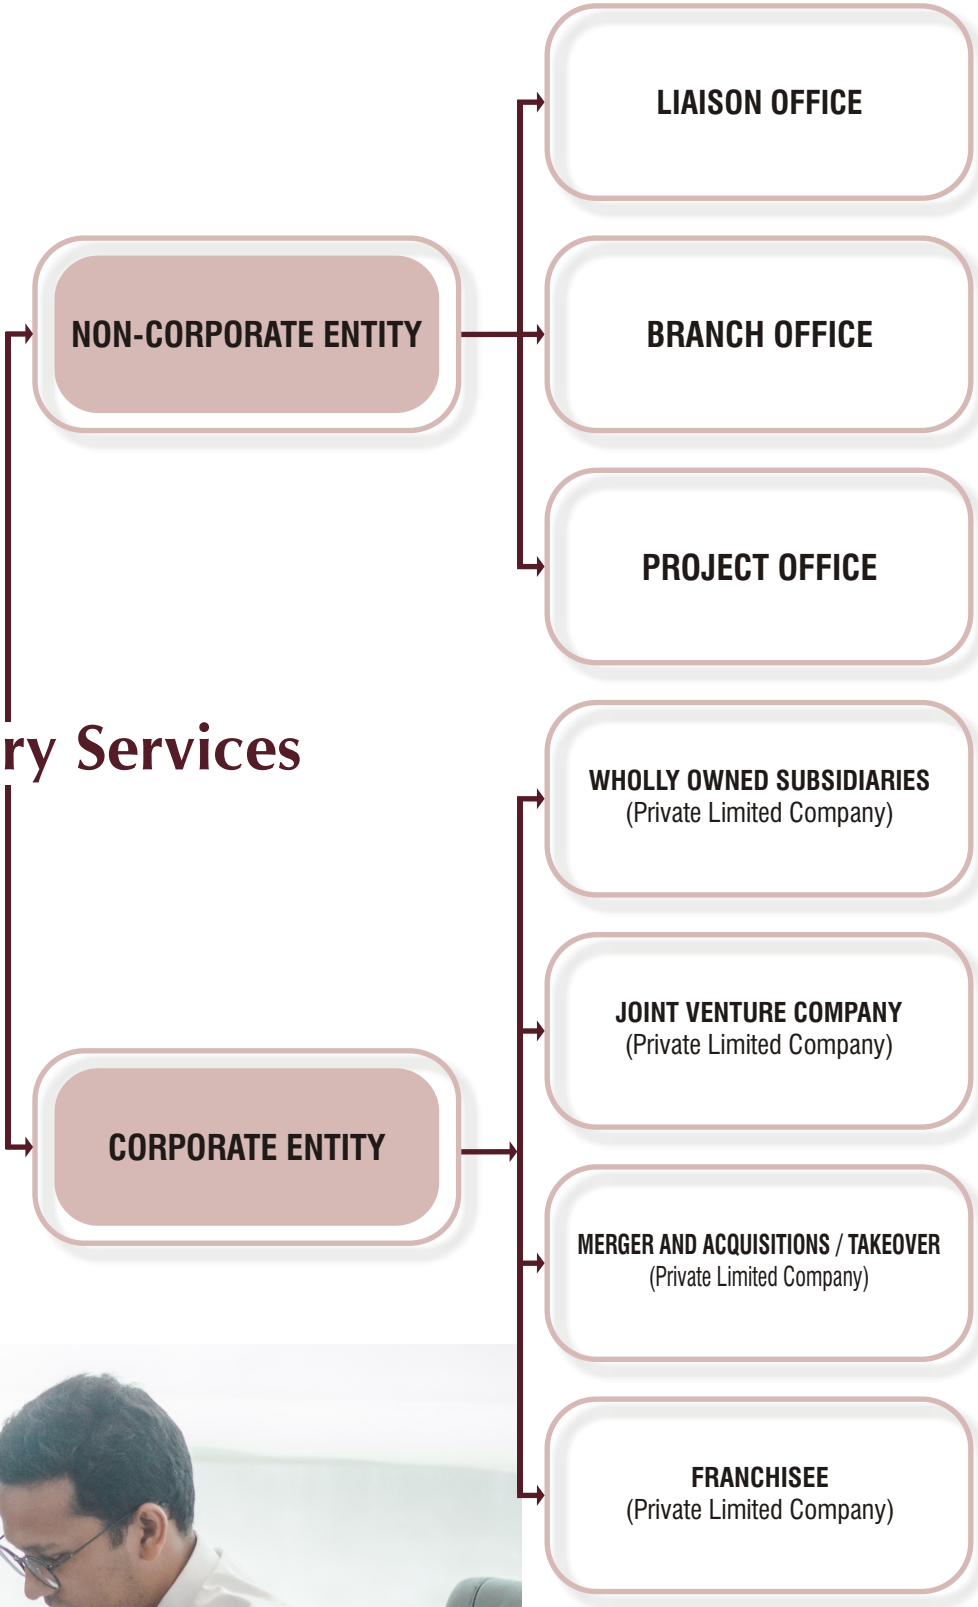 LIAISON OFFICE
NON-CORPORATE ENTITY
BRANCH OFFICE
PROJECT OFFICE
ry Services
WHOLLY OWNED SUBSIDIARIES
(Private Limited Company)
JOINT VENTURE COMPANY
(Private Limited Company)
CORPORATE ENTITY
MERGER AND ACQUISITIONS / TAKEOVER
(Private Limited Company)
FRANCHISEE
(Private Limited Company)